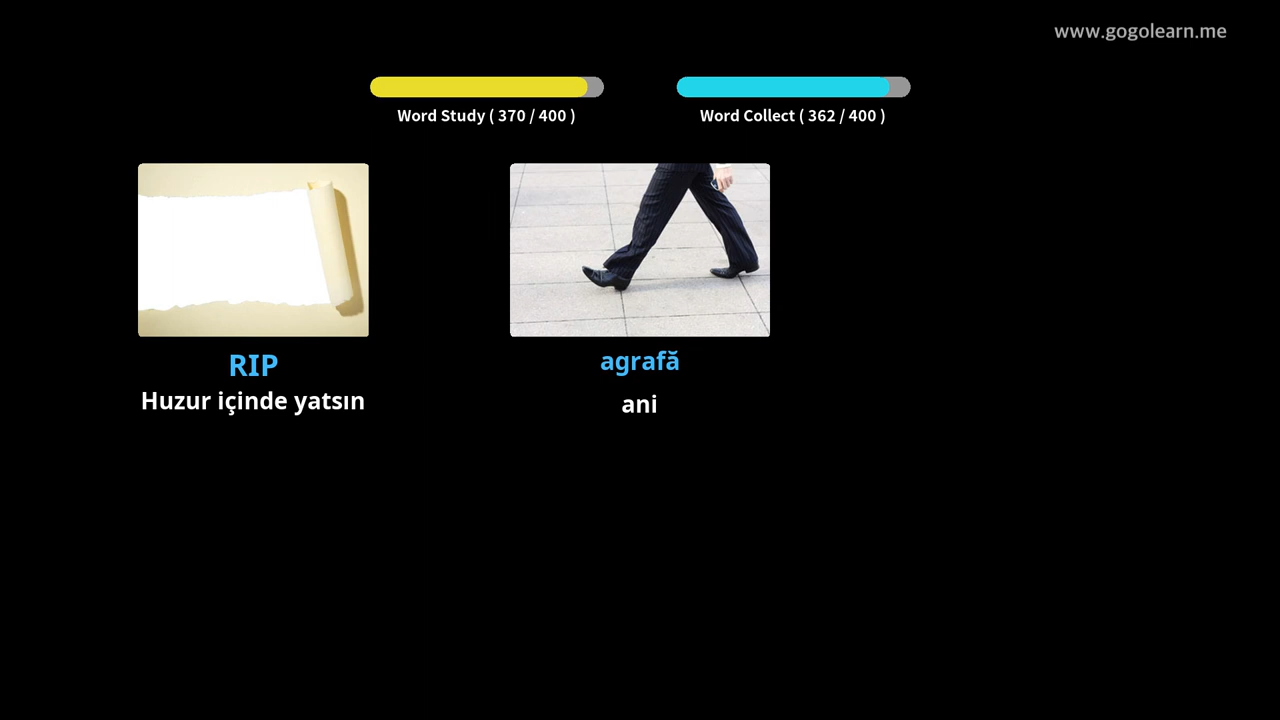 www.gogolearn.me
Word Study ( 370 / 400 )
Word Collect ( 362 / 400 )
RIP
Huzur içinde yatsın
agrafă
ani